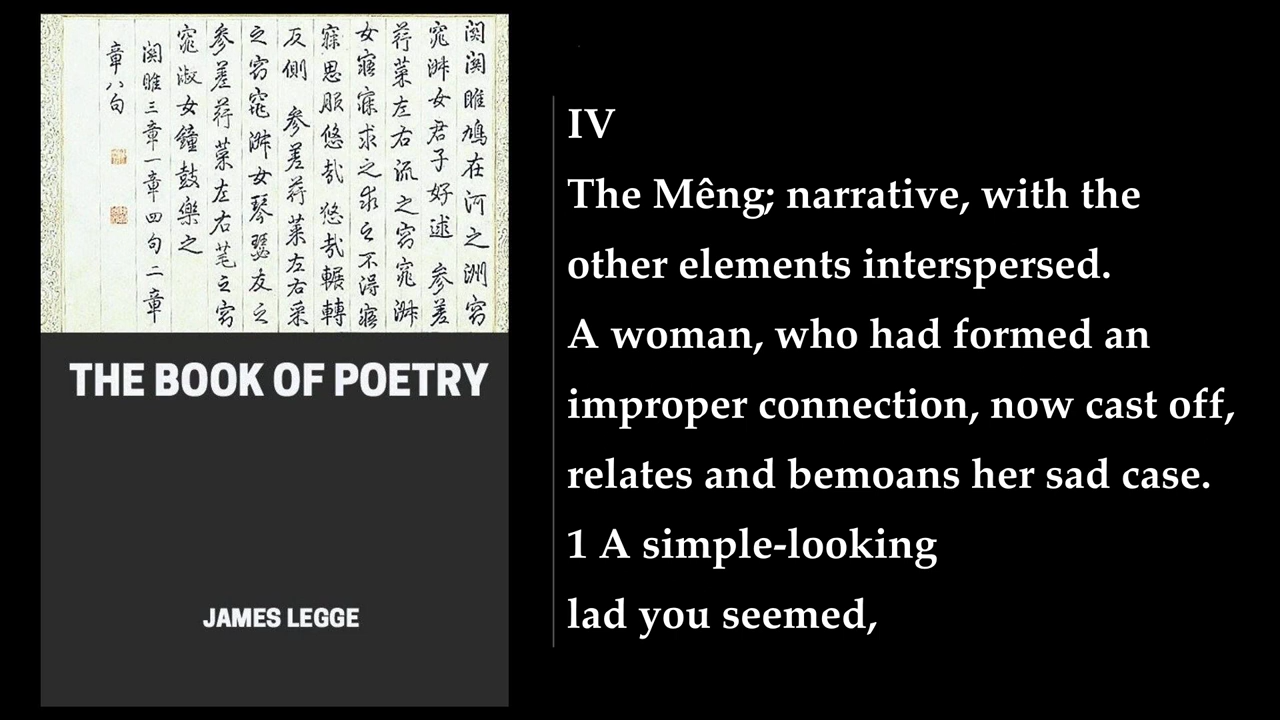 関関雎鳩在河之洲窈
窕淑女君子好逑 參差
荇菜左右流之窈窕淑
女寤寐求之求之不得寤
寐思服悠哉悠哉輾轉
反側 參差荇菜左右采
之窈窕淑女琴瑟友之
參差荇菜左右芼之窈
窕淑女鐘鼓樂之
関雎三章一章四句二章
章八句
THE BOOK OF POETRY
JAMES LEGGE
IV
The Mêng; narrative, with the
other elements interspersed.
A woman, who had formed an
improper connection, now cast off,
relates and bemoans her sad case.
1 A simple-looking
lad you seemed,